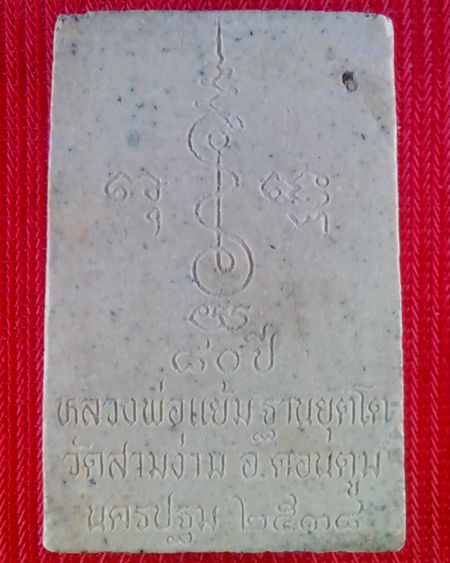 ๘๐ ปี
หลวงพ่อแย้ม ฐานยุตโต
วัดสามง่าม อ.ดอนตูม
นครปฐม ๒๕๓๘